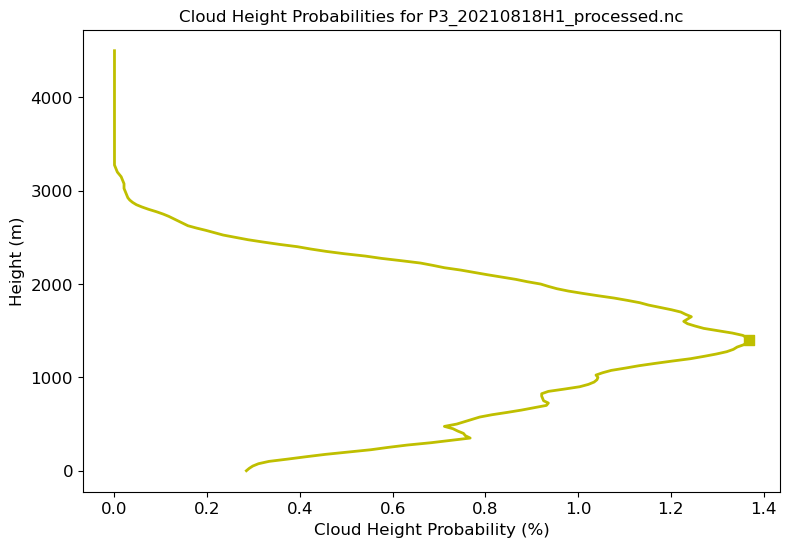 Cloud Height Probabilities for P3_20210818H1_processed.nc
4000
3000
2000
1000
0
Height (m)
0.0 0.2 0.4 0.6 0.8 1.0 1.2 1.4
Cloud Height Probability (%)